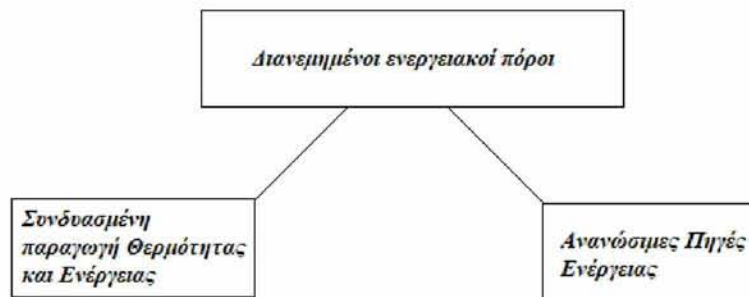 Διανεμημένοι ενεργειακοί πόροι
Συνδυασμένη
παραγωγή Θερμότητας
και Ενέργειας
Ανανώσιμες Πηγές
Ενέργειας